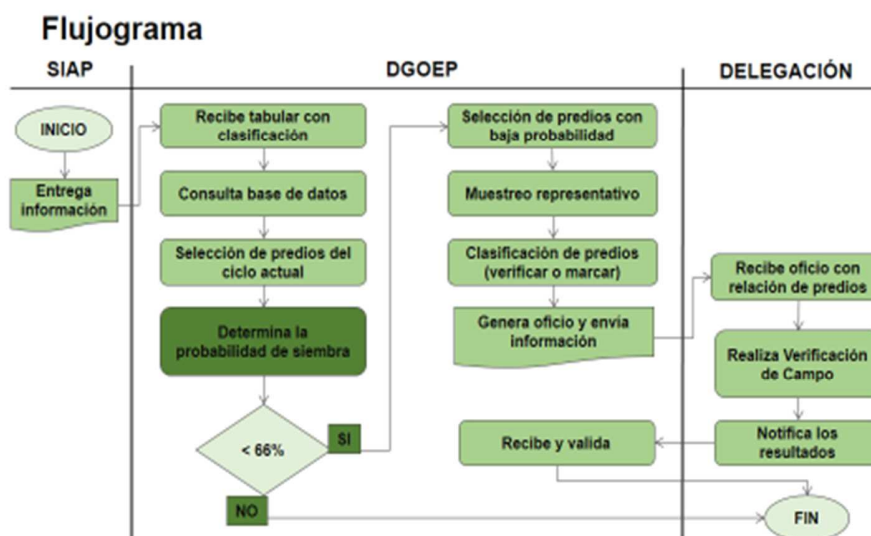 Flujograma
SIAP
DGOEP
DELEGACIÓN
INICIO
Entrega
información
Recibe tabular con
clasificación
Consulta base de datos
Selección de predios del
ciclo actual
Determina la
probabilidad de siembra
< 66%
SI
NO
Selección de predios con
baja probabilidad
Muestreo representativo
Clasificación de predios
(verificar o marcar)
Genera oficio y envía
información
Recibe oficio con
relación de predios
Realiza Verificación
de Campo
Notifica los
resultados
Recibe y valida
FIN